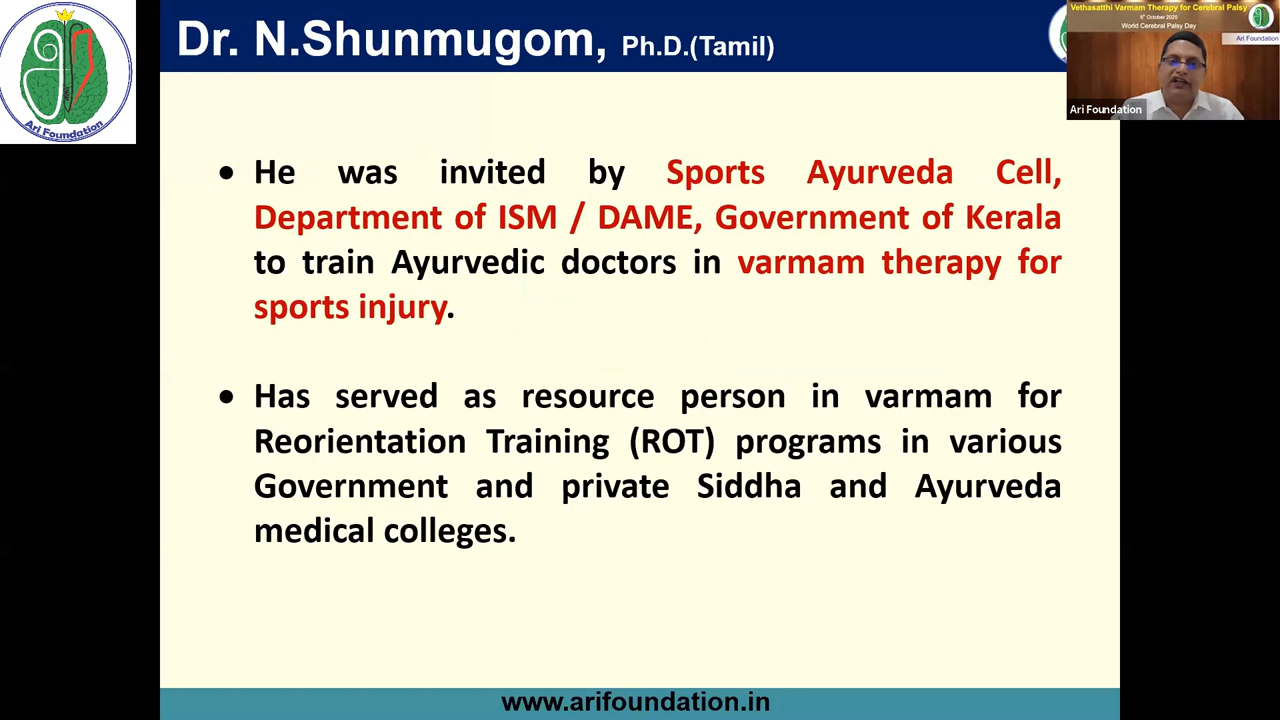 Dr. N.Shunmugom, Ph.D.(Tamil)
Ari Foundation
Vethasatthi Varmam Therapy for Cerebral Palsy
6th October 2020
World Cerebral Palsy Day
Ari Foundation
Ari Foundation
• He was invited by Sports Ayurveda Cell,
Department of ISM / DAME, Government of Kerala
to train Ayurvedic doctors in varmam therapy for
sports injury.
• Has served as resource person in varmam for
Reorientation Training (ROT) programs in various
Government and private Siddha and Ayurveda
medical colleges.
www.arifoundation.in